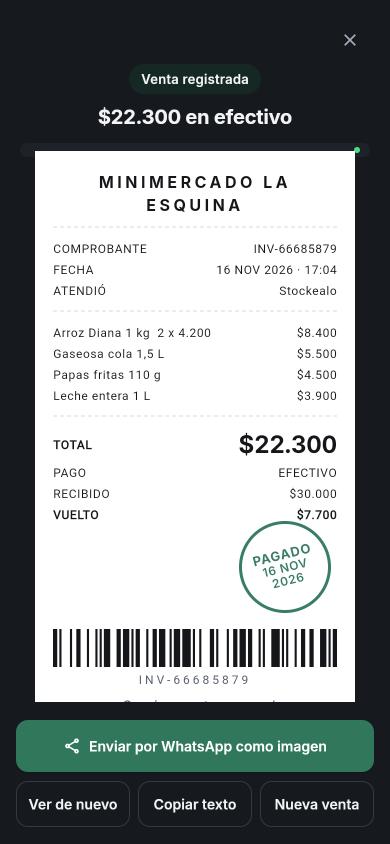 Venta registrada
$22.300 en efectivo
MINIMERCADO LA
ESQUINA
COMPROBANTE INV-66685879
FECHA 16 NOV 2026 · 17:04
ATENDIÓ Stockealo
Arroz Diana 1 kg 2 x 4.200 $8.400
Gaseosa cola 1,5 L $5.500
Papas fritas 110 g $4.500
Leche entera 1 L $3.900
TOTAL $22.300
PAGO EFECTIVO
RECIBIDO $30.000
VUELTO $7.700
PAGADO
16 NOV
2026
INV-66685879
Enviar por WhatsApp como imagen
Ver de nuevo
Copiar texto
Nueva venta